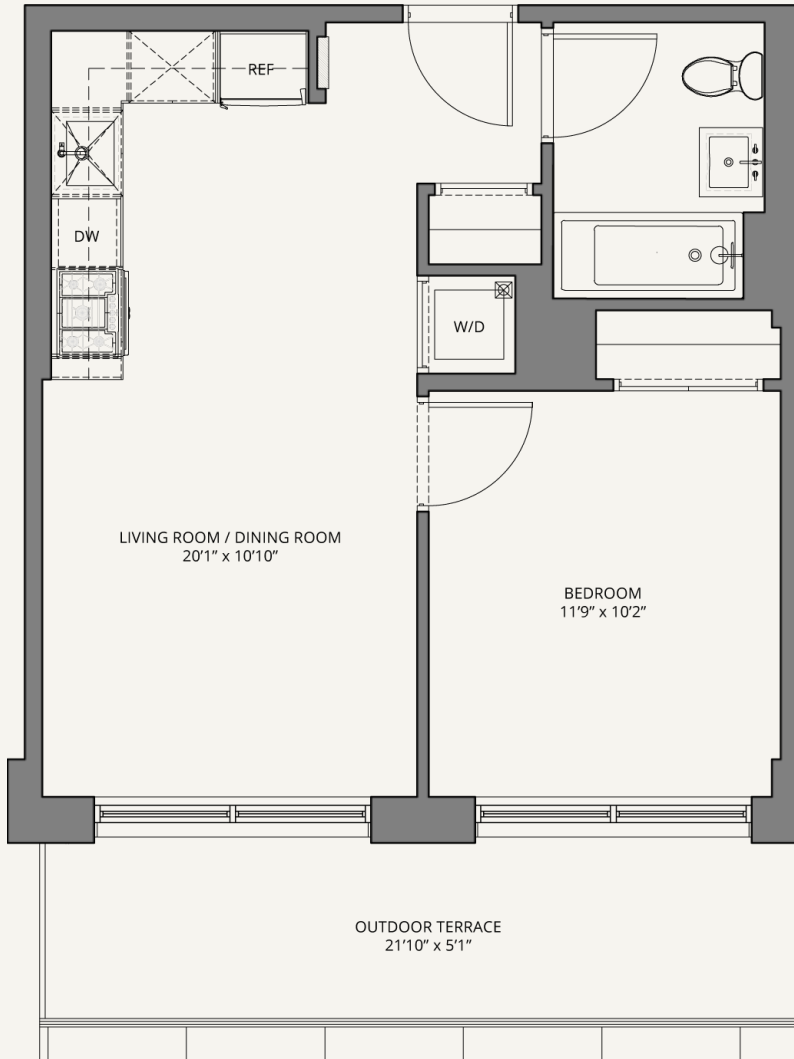 REF
DW
W/D
LIVING ROOM / DINING ROOM
20’1” x 10’10”
BEDROOM
11’9” x 10’2”
OUTDOOR TERRACE
21’10” x 5’1”